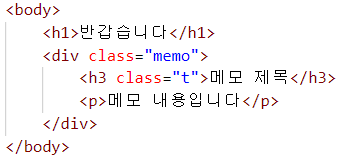 <body>
<h1>반갑습니다</h1>
<div class="memo">
<h3 class="t">메모 제목</h3>
<p>메모 내용입니다</p>
</div>
</body>